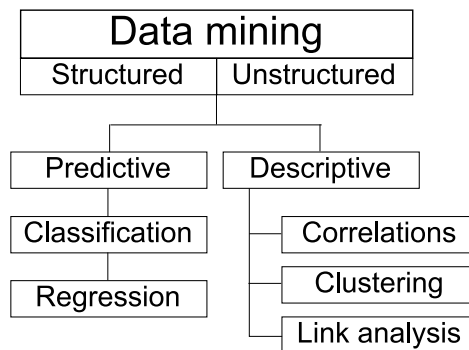 Data mining
Structured Unstructured
Predictive Descriptive
Classification Correlations
Regression Clustering
Link analysis